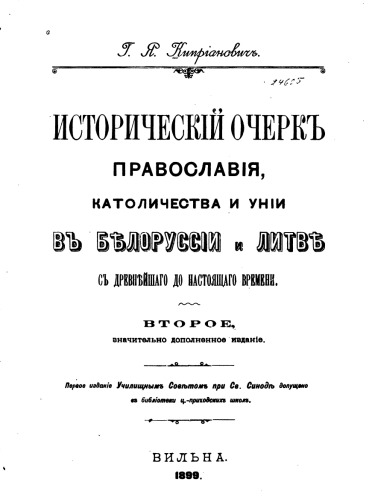 Г. Я. Кипріановичъ.
24605
ИСТОРИЧЕСКІЙ ОЧЕРКЪ
ПРАВОСЛАВІЯ,
КАТОЛИЧЕСТВА И УНІИ
ВЪ БѢЛОРУССІИ и ЛИТВѢ
СЪ ДРЕВНѢЙШАГО ДО НАСТОЯЩАГО ВРЕМЕНИ.
ВТОРОЕ,
значительно дополненное изданіе.
Первое изданіе Училищнымъ Совѣтомъ при Св. Синодѣ допущено
въ библіотеки ц.-приходскихъ школъ.
ВИЛЬНА.
1899.